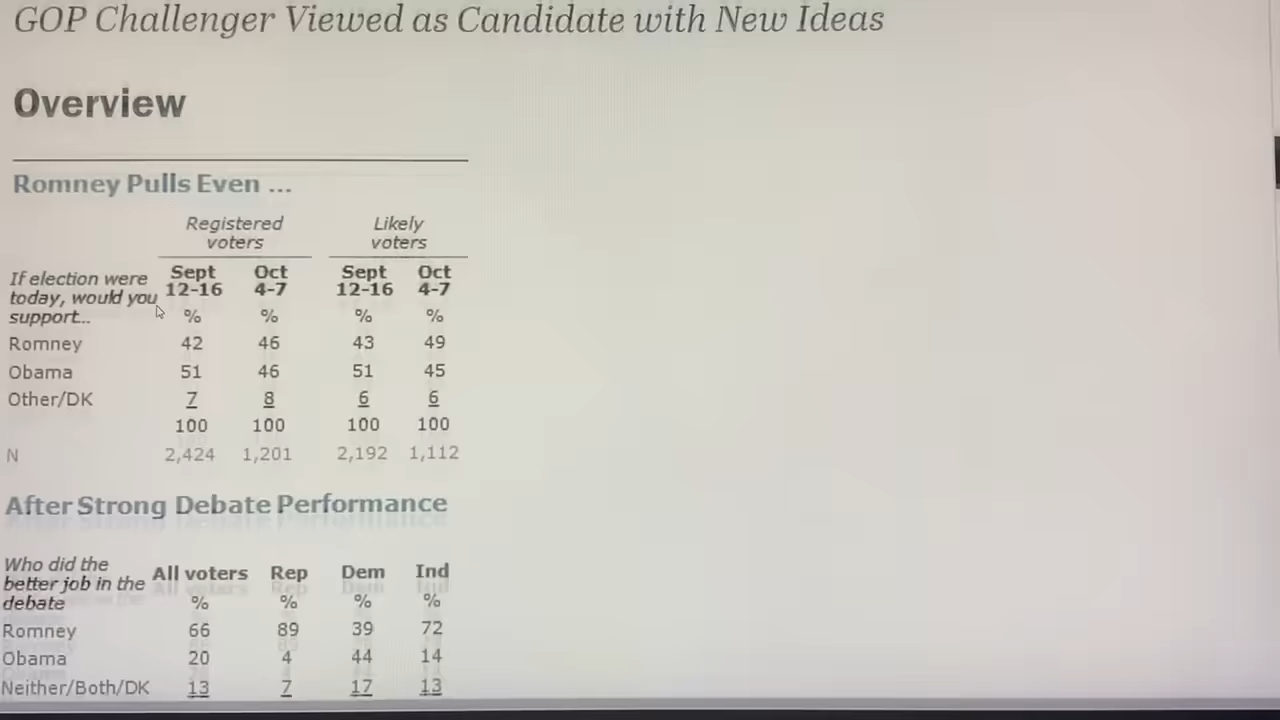 GOP Challenger Viewed as Candidate with New Ideas
Overview
Romney Pulls Even ...
Registered voters Likely voters
If election were today, would you support... Sept 12-16 Oct 4-7 Sept 12-16 Oct 4-7
% % % %
Romney 42 46 43 49
Obama 51 46 51 45
Other/DK 7 8 6 6
100 100 100 100
N 2,424 1,201 2,192 1,112
After Strong Debate Performance
Who did the better job in the debate All voters Rep Dem Ind
% % % %
Romney 66 89 39 72
Obama 20 4 44 14
Neither/Both/DK 13 7 17 13